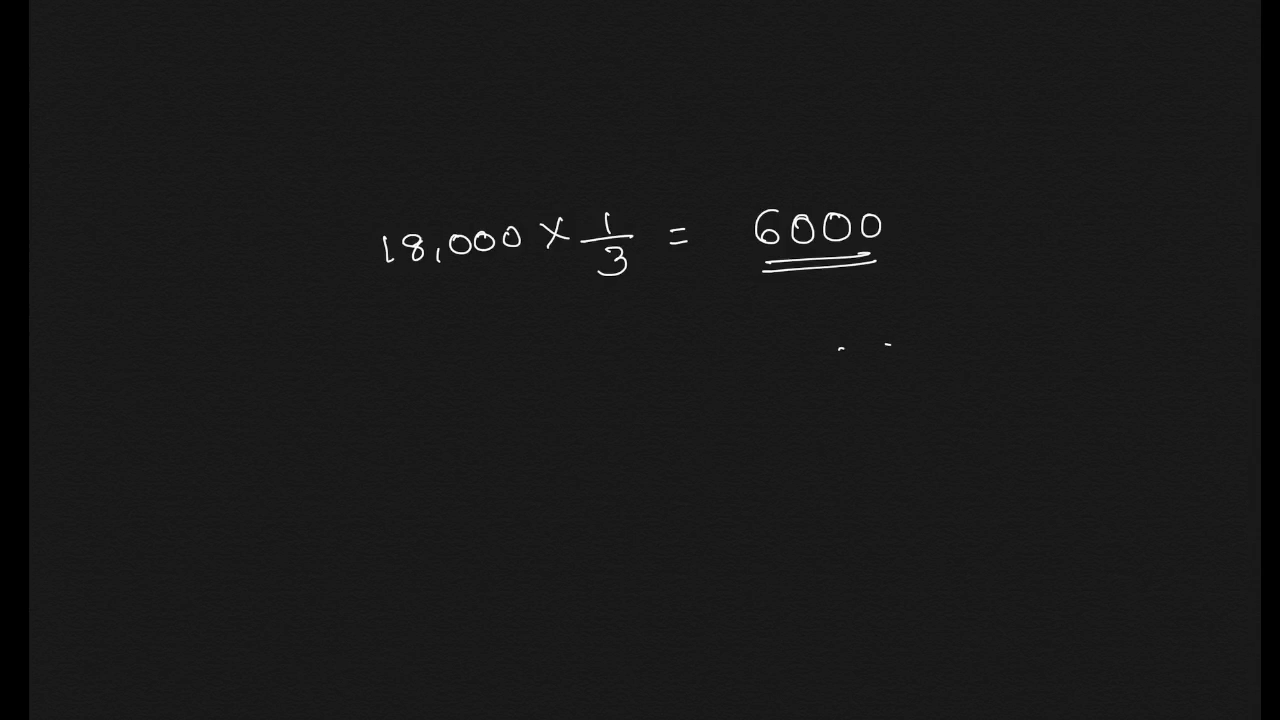 18,000 × 1/3 = 6000